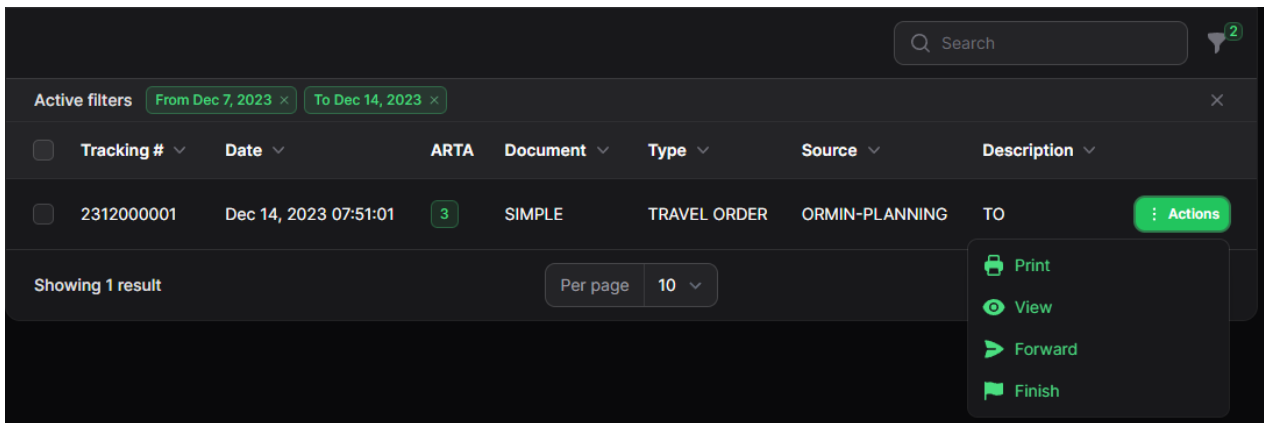 Search
2
Active filters From Dec 7, 2023 × To Dec 14, 2023 ×
Tracking # Date ARTA Document Type Source Description
2312000001 Dec 14, 2023 07:51:01 3 SIMPLE TRAVEL ORDER ORMIN-PLANNING TO Actions
Print
Showing 1 result Per page 10
View
Forward
Finish